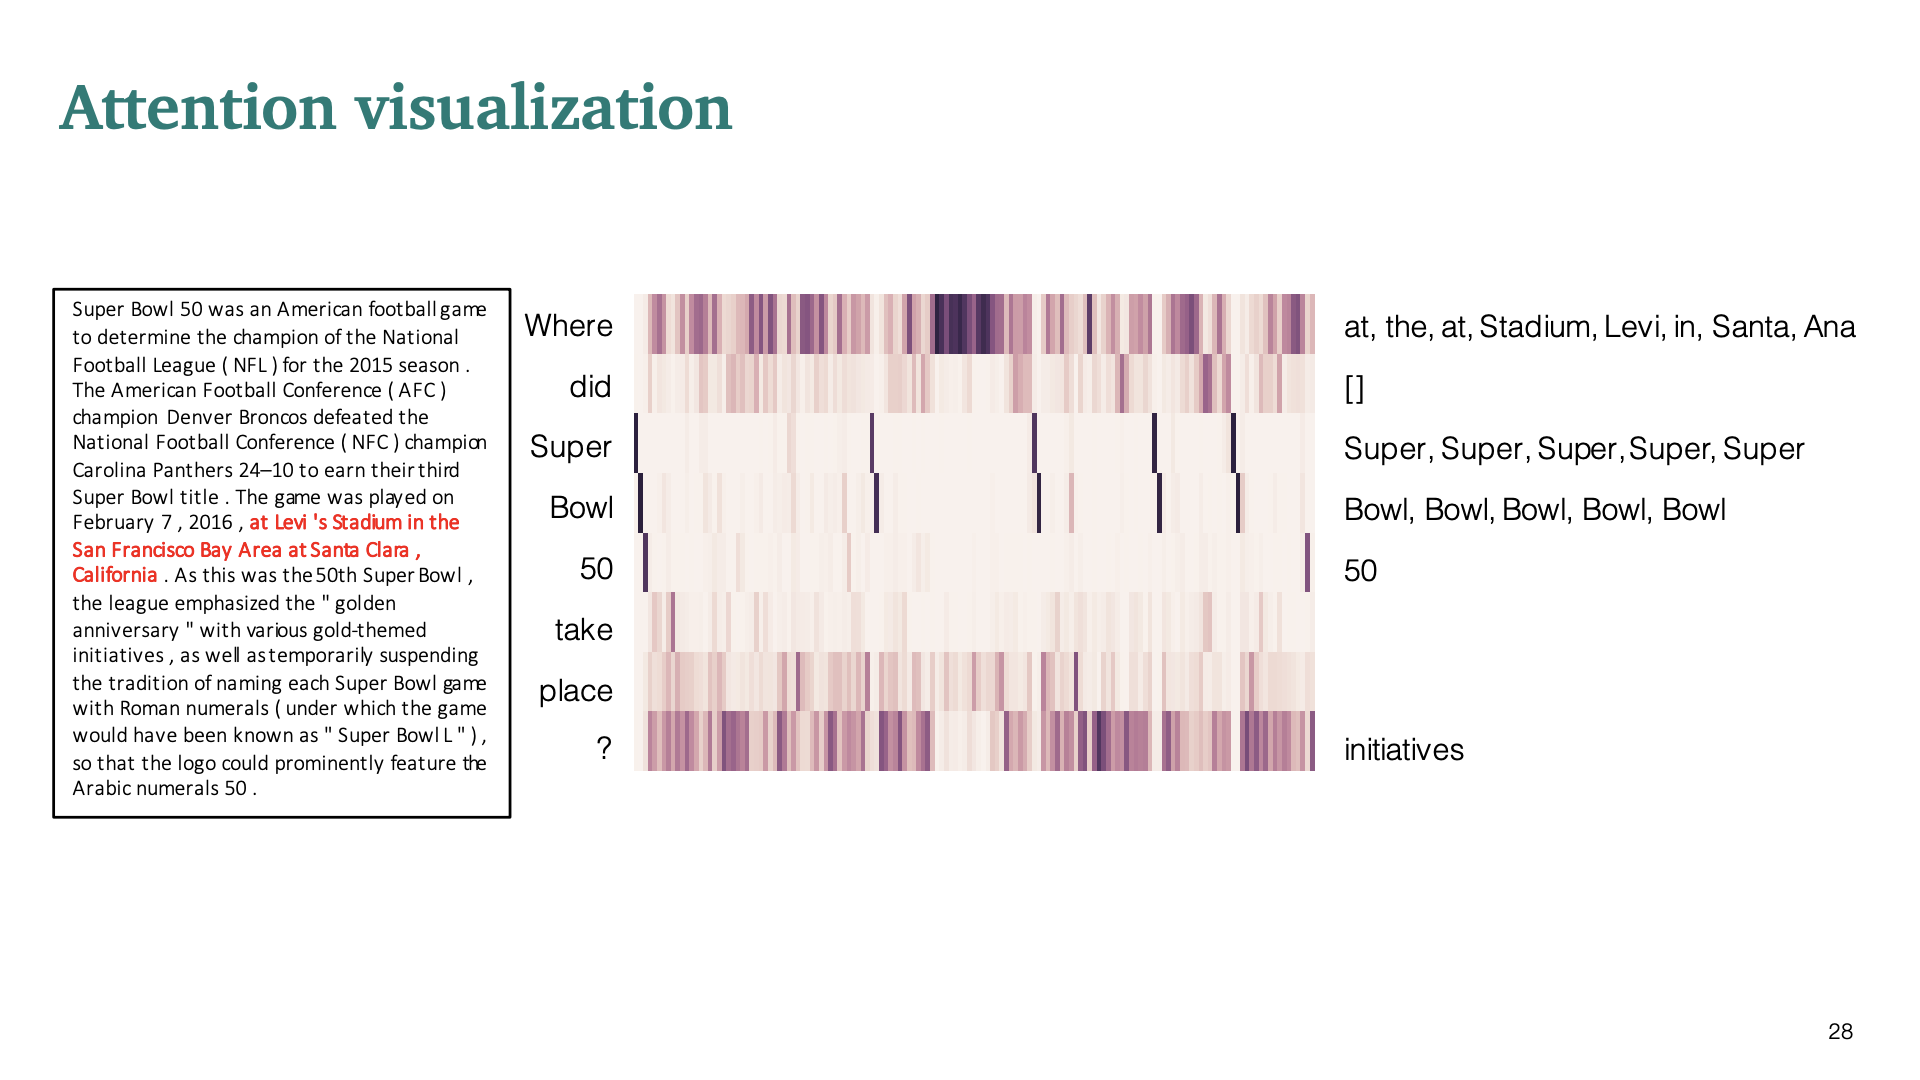 Attention visualization
Super Bowl 50 was an American football game
to determine the champion of the National
Football League ( NFL ) for the 2015 season .
The American Football Conference ( AFC )
champion Denver Broncos defeated the
National Football Conference ( NFC ) champion
Carolina Panthers 24–10 to earn their third
Super Bowl title . The game was played on
February 7 , 2016 , at Levi 's Stadium in the
San Francisco Bay Area at Santa Clara ,
California . As this was the 50th Super Bowl ,
the league emphasized the " golden
anniversary " with various gold-themed
initiatives , as well as temporarily suspending
the tradition of naming each Super Bowl game
with Roman numerals ( under which the game
would have been known as " Super Bowl L " ) ,
so that the logo could prominently feature the
Arabic numerals 50 .
Where
at, the, at, Stadium, Levi, in, Santa, Ana
did
[]
Super
Super, Super, Super, Super, Super
Bowl
Bowl, Bowl, Bowl, Bowl, Bowl
50
50
take
place
?
initiatives
28